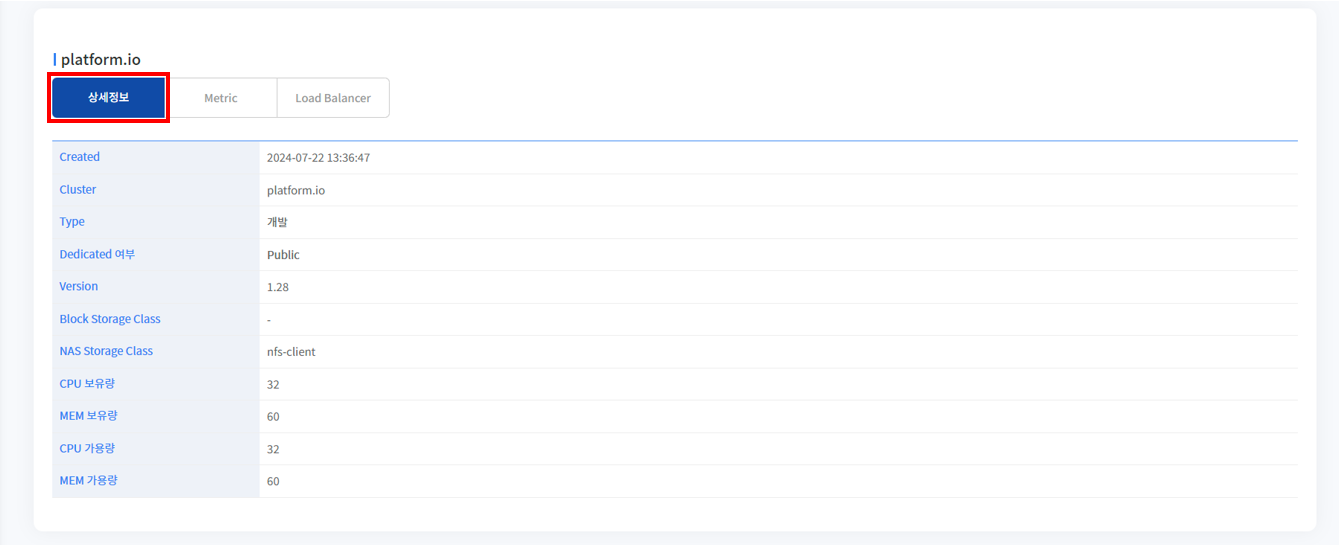 platform.io
상세정보 Metric Load Balancer
Created 2024-07-22 13:36:47
Cluster platform.io
Type 개발
Dedicated 여부 Public
Version 1.28
Block Storage Class -
NAS Storage Class nfs-client
CPU 보유량 32
MEM 보유량 60
CPU 가용량 32
MEM 가용량 60